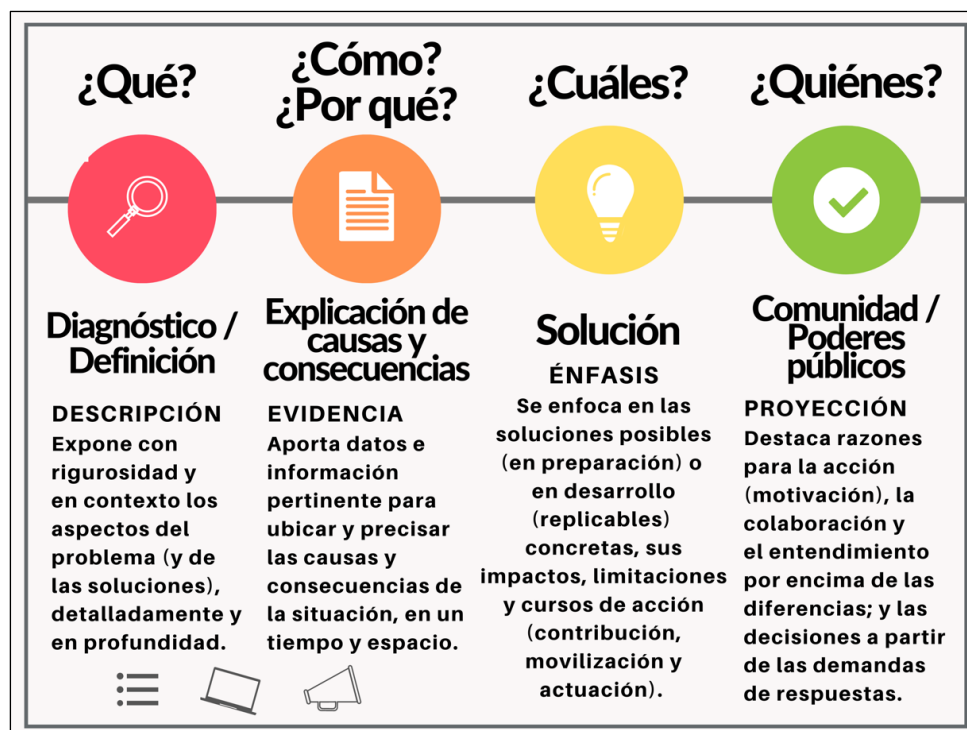 ¿Qué?
Diagnóstico /
Definición
DESCRIPCIÓN
Expone con
rigurosidad y
en contexto los
aspectos del
problema (y de
las soluciones),
detalladamente y
en profundidad.
¿Cómo?
¿Por qué?
Explicación de
causas y
consecuencias
EVIDENCIA
Aporta datos e
información
pertinente para
ubicar y precisar
las causas y
consecuencias de
la situación, en un
tiempo y espacio.
¿Cuáles?
Solución
ÉNFASIS
Se enfoca en las
soluciones posibles
(en preparación) o
en desarrollo
(replicables)
concretas, sus
impactos, limitaciones
y cursos de acción
(contribución,
movilización y
actuación).
¿Quiénes?
Comunidad /
Poderes
públicos
PROYECCIÓN
Destaca razones
para la acción
(motivación), la
colaboración y
el entendimiento
por encima de las
diferencias; y las
decisiones a partir
de las demandas
de respuestas.